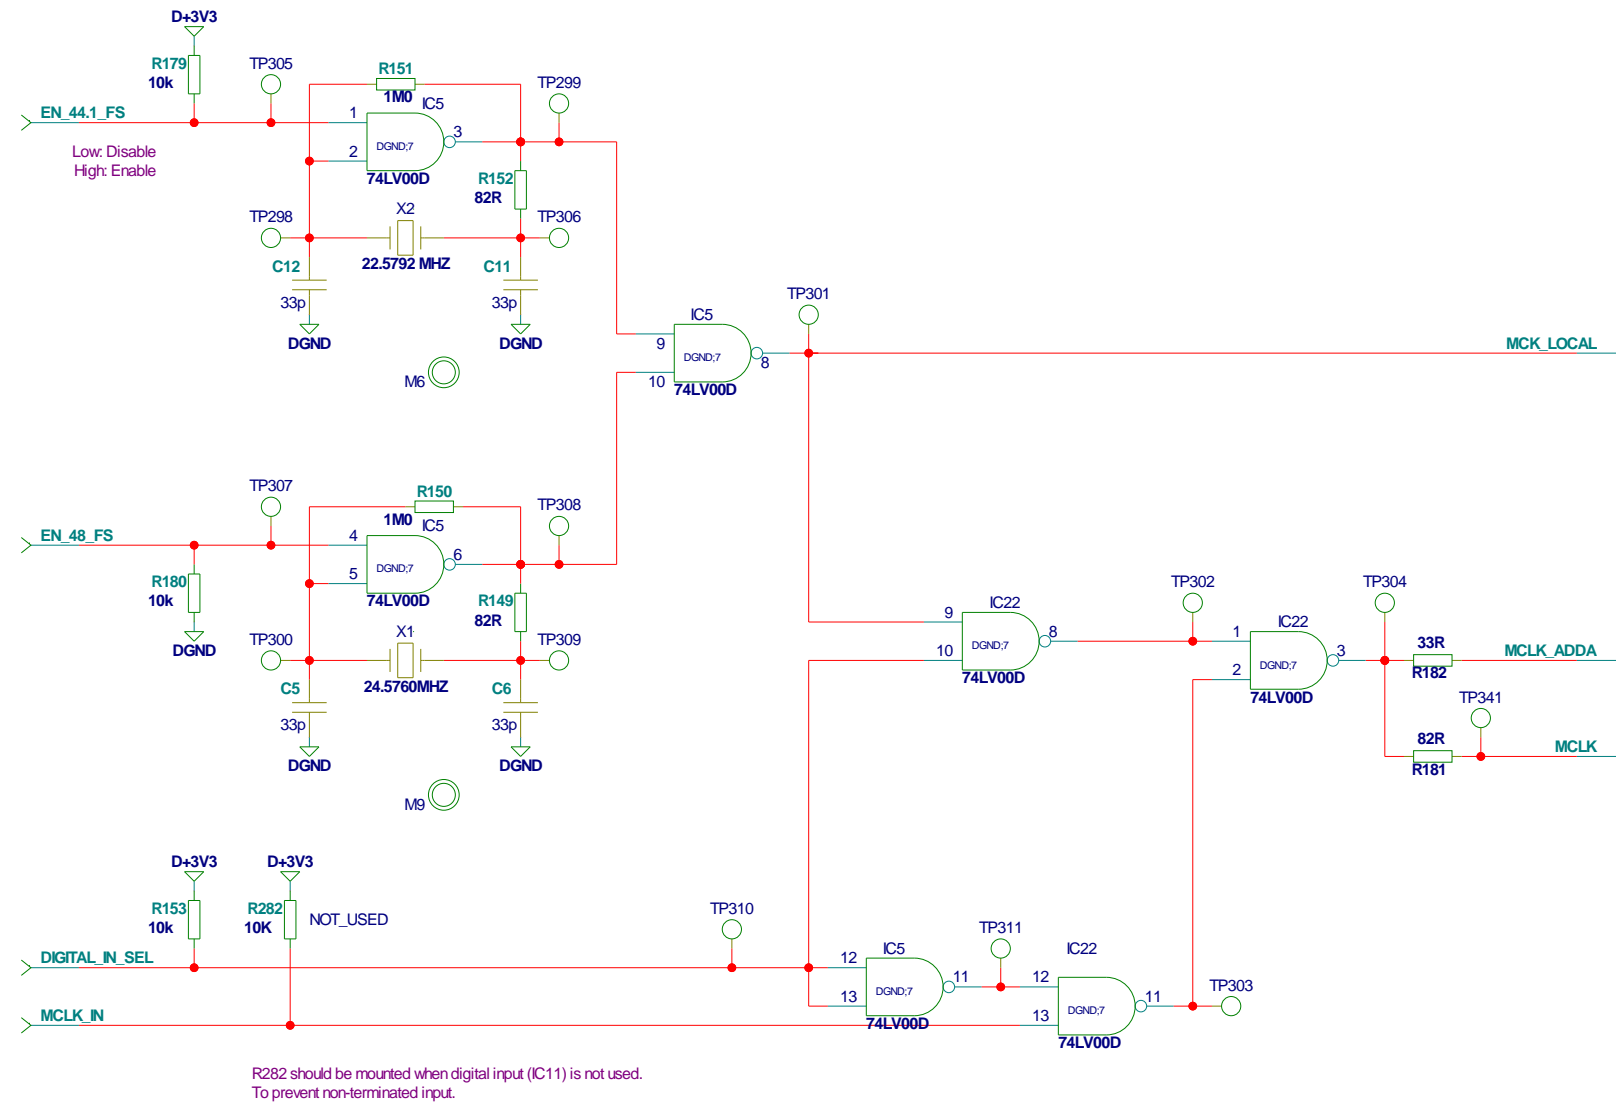 D+3V3
R179
10k
TP305
R151
1M0
IC5
TP299
EN_44.1_FS
1
2
3
DGND;7
74LV00D
Low: Disable
High: Enable
R152
82R
TP298
X2
TP306
22.5792 MHZ
C12
33p
DGND
C11
33p
DGND
M6
IC5
9
10
8
DGND;7
74LV00D
TP301
MCK_LOCAL
TP307
R150
1M0
IC5
TP308
EN_48_FS
4
5
6
DGND;7
74LV00D
R180
10k
DGND
R149
82R
TP300
X1
TP309
24.5760MHZ
C5
33p
DGND
C6
33p
DGND
M9
IC22
9
10
8
DGND;7
74LV00D
TP302
IC22
1
2
3
DGND;7
74LV00D
TP304
33R
R182
MCLK_ADDA
TP341
82R
R181
MCLK
D+3V3
D+3V3
R153
10k
R282
10K
NOT_USED
TP310
DIGITAL_IN_SEL
MCLK_IN
IC5
12
13
11
DGND;7
74LV00D
TP311
IC22
12
13
11
DGND;7
74LV00D
TP303
R282 should be mounted when digital input (IC11) is not used.
To prevent non-terminated input.